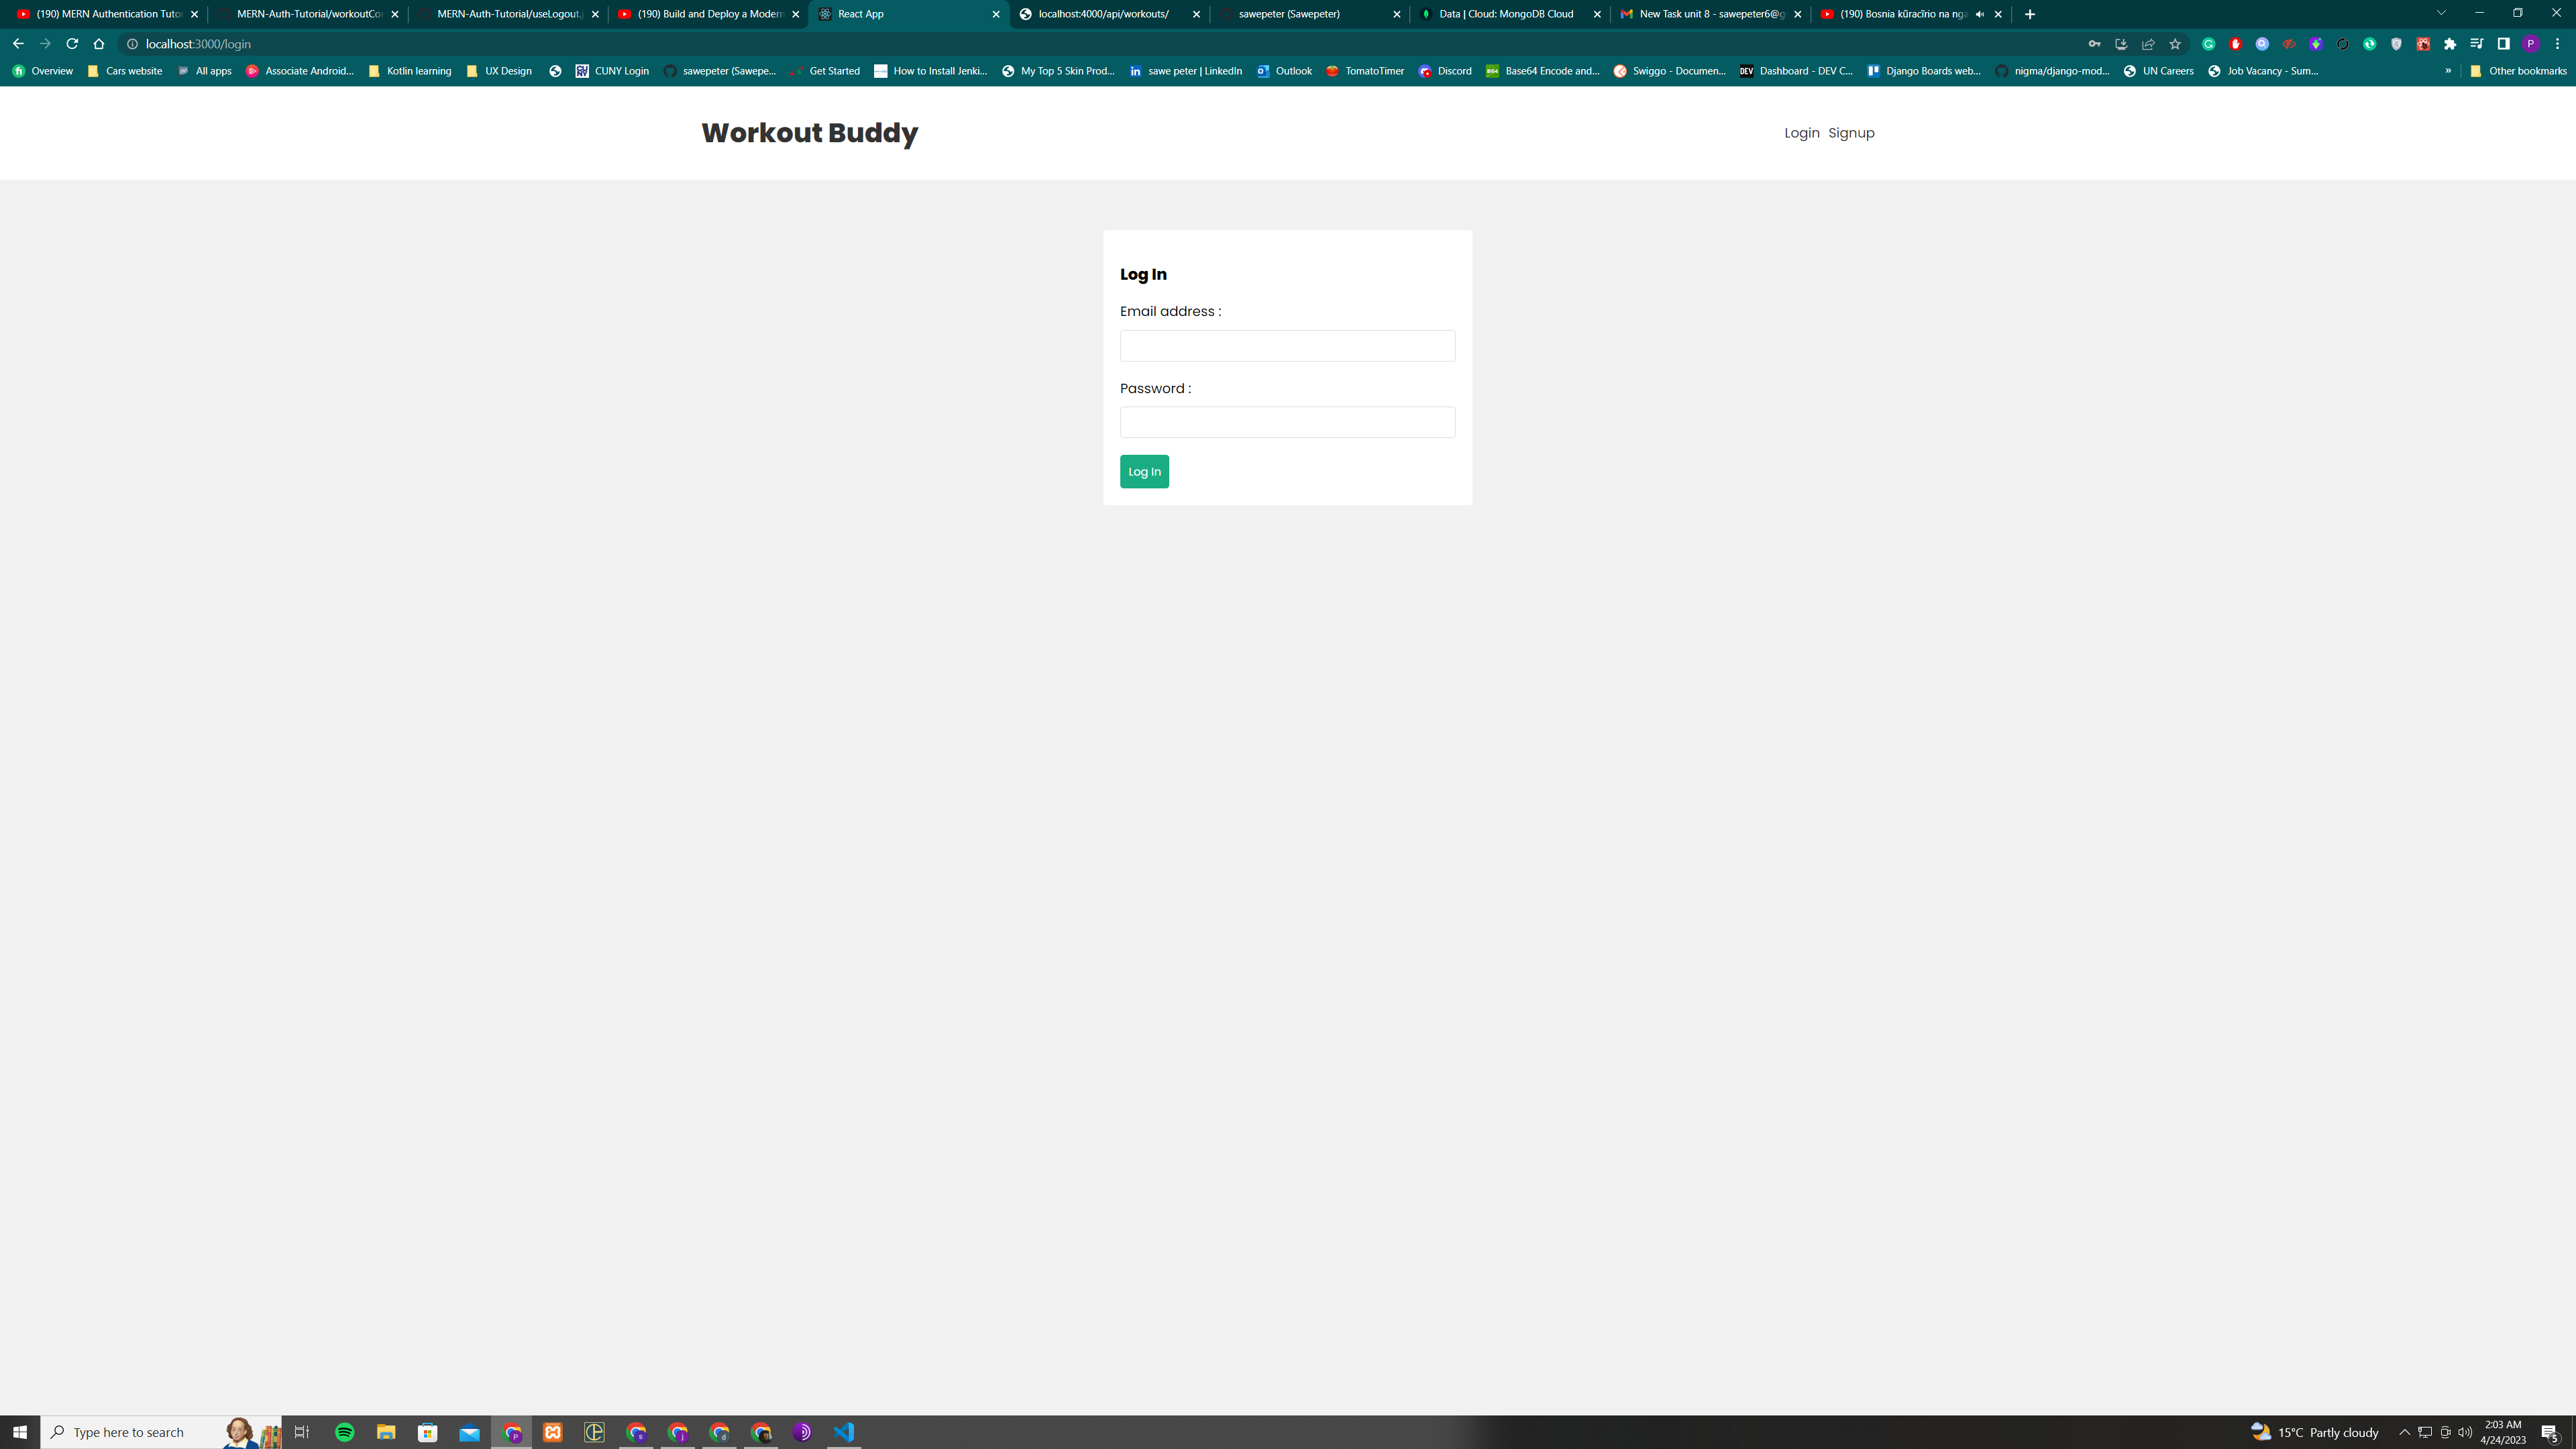 (190) MERN Authentication Tutor
MERN-Auth-Tutorial/workoutCor
MERN-Auth-Tutorial/useLogout.j
(190) Build and Deploy a Modern
React App
localhost:4000/api/workouts/
sawepeter (Sawepeter)
Data | Cloud: MongoDB Cloud
New Task unit 8 - sawepeter6@g
(190) Bosnia kûracîrio na nga
localhost:3000/login
P
Overview
Cars website
All apps
Associate Android...
Kotlin learning
UX Design
CUNY Login
sawepeter (Sawepe...
Get Started
How to Install Jenki...
My Top 5 Skin Prod...
sawe peter | LinkedIn
Outlook
TomatoTimer
Discord
Base64 Encode and...
Swiggo - Documen...
DEV
Dashboard - DEV C...
Django Boards web...
nigma/django-mod...
UN Careers
Job Vacancy - Sum...
»
Other bookmarks
Workout Buddy
Login Signup
Log In
Email address :
Password :
Log In
Type here to search
15°C Partly cloudy
2:03 AM
4/24/2023
5